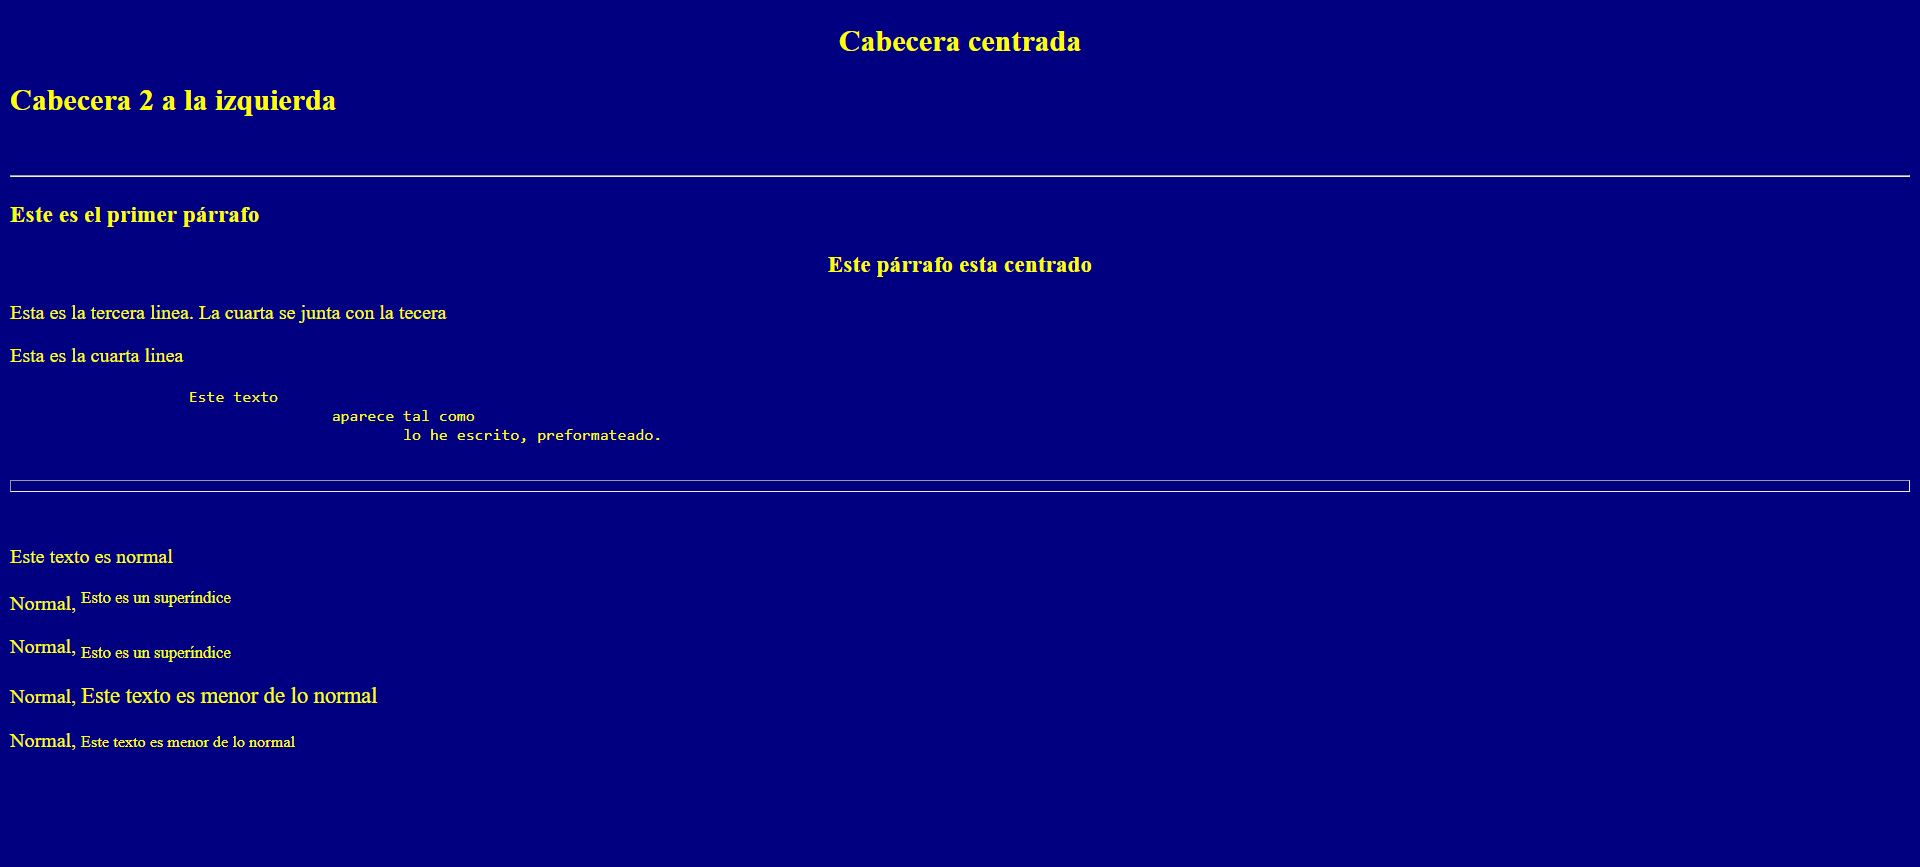 Cabecera centrada
Cabecera 2 a la izquierda
Este es el primer párrafo
Este párrafo esta centrado
Esta es la tercera linea. La cuarta se junta con la tecera
Esta es la cuarta linea
Este texto
aparece tal como
lo he escrito, preformateado.
Este texto es normal
Normal, Esto es un superíndice
Normal, Esto es un superíndice
Normal, Este texto es menor de lo normal
Normal, Este texto es menor de lo normal